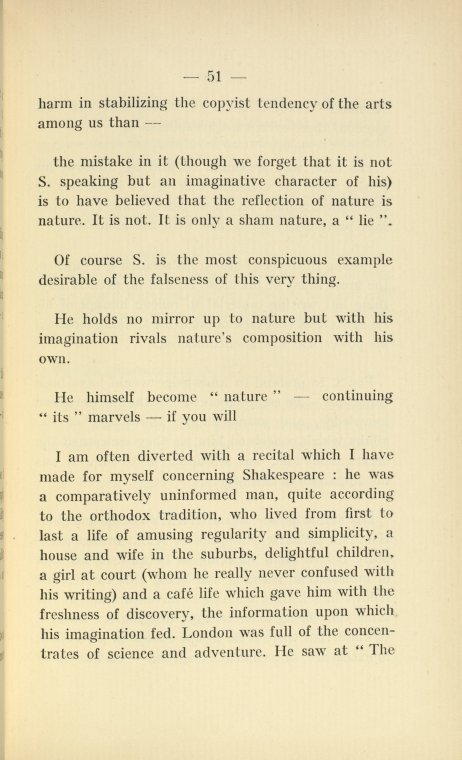 — 51 —
harm in stabilizing the copyist tendency of the arts
among us than —
the mistake in it (though we forget that it is not
S. speaking but an imaginative character of his)
is to have believed that the reflection of nature is
nature. It is not. It is only a sham nature, a “ lie ”.
Of course S. is the most conspicuous example
desirable of the falseness of this very thing.
He holds no mirror up to nature but with his
imagination rivals nature's composition with his
own.
He himself become “ nature ” — continuing
“ its ” marvels — if you will
I am often diverted with a recital which I have
made for myself concerning Shakespeare : he was
a comparatively uninformed man, quite according
to the orthodox tradition, who lived from first to
last a life of amusing regularity and simplicity, a
house and wife in the suburbs, delightful children,
a girl at court (whom he really never confused with
his writing) and a café life which gave him with the
freshness of discovery, the information upon which
his imagination fed. London was full of the concen-
trates of science and adventure. He saw at “ The